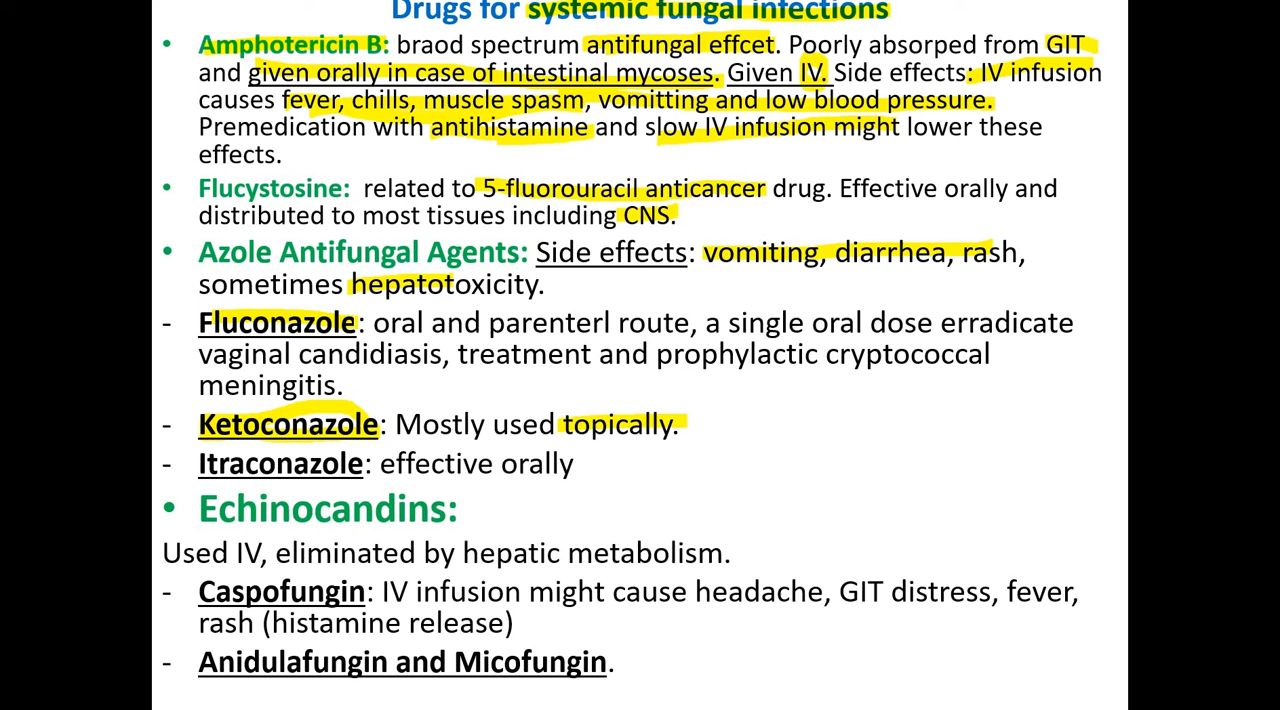 Drugs for systemic fungal infections
• Amphotericin B: braod spectrum antifungal effcet. Poorly absorped from GIT
and given orally in case of intestinal mycoses. Given IV. Side effects: IV infusion
causes fever, chills, muscle spasm, vomitting and low blood pressure.
Premedication with antihistamine and slow IV infusion might lower these
effects.
• Flucystosine: related to 5-fluorouracil anticancer drug. Effective orally and
distributed to most tissues including CNS.
• Azole Antifungal Agents: Side effects: vomiting, diarrhea, rash,
sometimes hepatotoxicity.
- Fluconazole: oral and parenterl route, a single oral dose erradicate
vaginal candidiasis, treatment and prophylactic cryptococcal
meningitis.
- Ketoconazole: Mostly used topically.
- Itraconazole: effective orally
• Echinocandins:
Used IV, eliminated by hepatic metabolism.
- Caspofungin: IV infusion might cause headache, GIT distress, fever,
rash (histamine release)
- Anidulafungin and Micofungin.